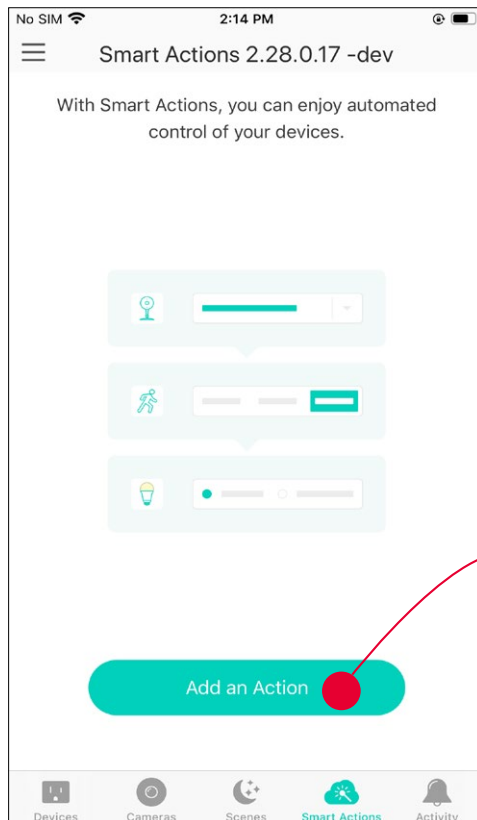 No SIM 2:14 PM
Smart Actions 2.28.0.17 -dev
With Smart Actions, you can enjoy automated
control of your devices.
Add an Action
Devices Cameras Scenes Smart Actions Activity